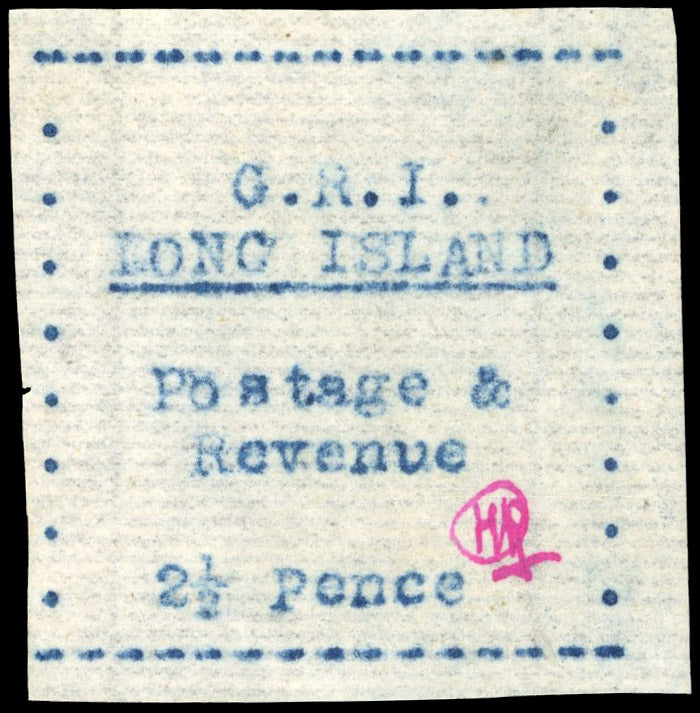 G.R.I.
LONG ISLAND
Postage &
Revenue
2½ Pence